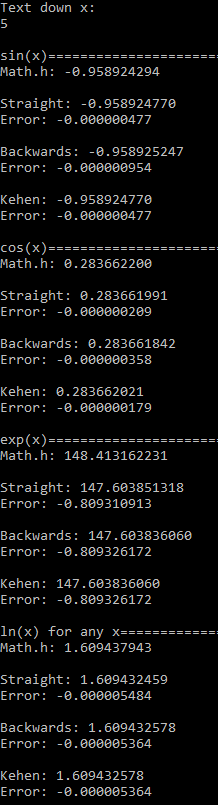 Text down x:
5
sin(x)=======================
Math.h: -0.958924294
Straight: -0.958924770
Error: -0.000000477
Backwards: -0.958925247
Error: -0.000000954
Kehen: -0.958924770
Error: -0.000000477
cos(x)=======================
Math.h: 0.283662200
Straight: 0.283661991
Error: -0.000000209
Backwards: 0.283661842
Error: -0.000000358
Kehen: 0.283662021
Error: -0.000000179
exp(x)=======================
Math.h: 148.413162231
Straight: 147.603851318
Error: -0.809310913
Backwards: 147.603836060
Error: -0.809326172
Kehen: 147.603836060
Error: -0.809326172
ln(x) for any x=============
Math.h: 1.609437943
Straight: 1.609432459
Error: -0.000005484
Backwards: 1.609432578
Error: -0.000005364
Kehen: 1.609432578
Error: -0.000005364